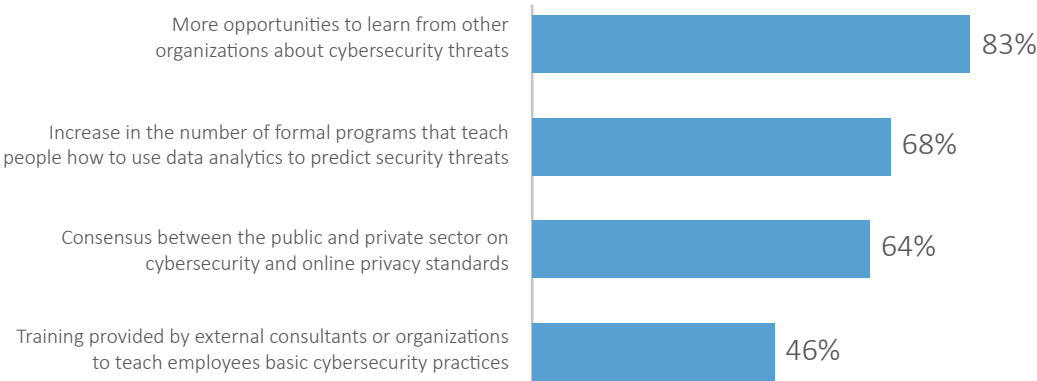 More opportunities to learn from other
organizations about cybersecurity threats
83%
Increase in the number of formal programs that teach
people how to use data analytics to predict security threats
68%
Consensus between the public and private sector on
cybersecurity and online privacy standards
64%
Training provided by external consultants or organizations
to teach employees basic cybersecurity practices
46%